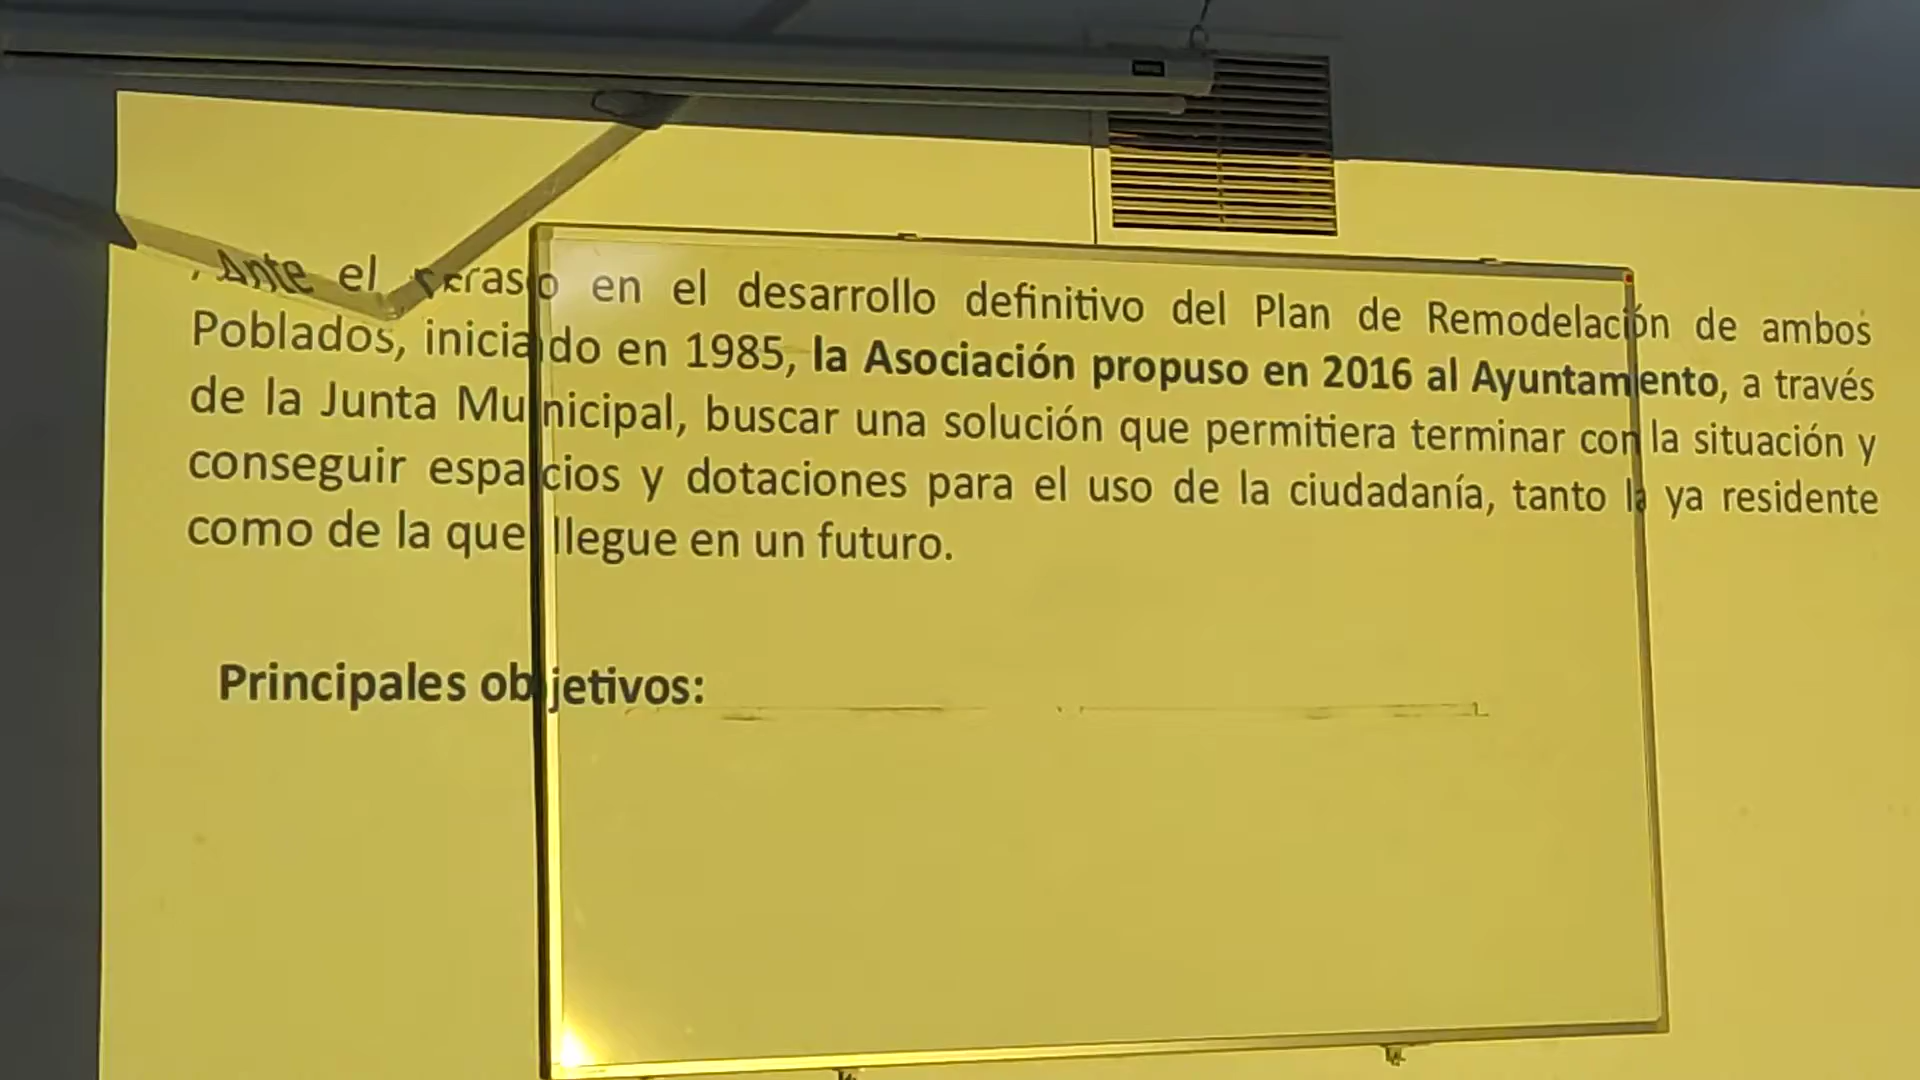 Ante el retraso en el desarrollo definitivo del Plan de Remodelación de ambos
Poblados, iniciado en 1985, la Asociación propuso en 2016 al Ayuntamiento, a través
de la Junta Municipal, buscar una solución que permitiera terminar con la situación y
conseguir espacios y dotaciones para el uso de la ciudadanía, tanto la ya residente
como de la que llegue en un futuro.
Principales objetivos: